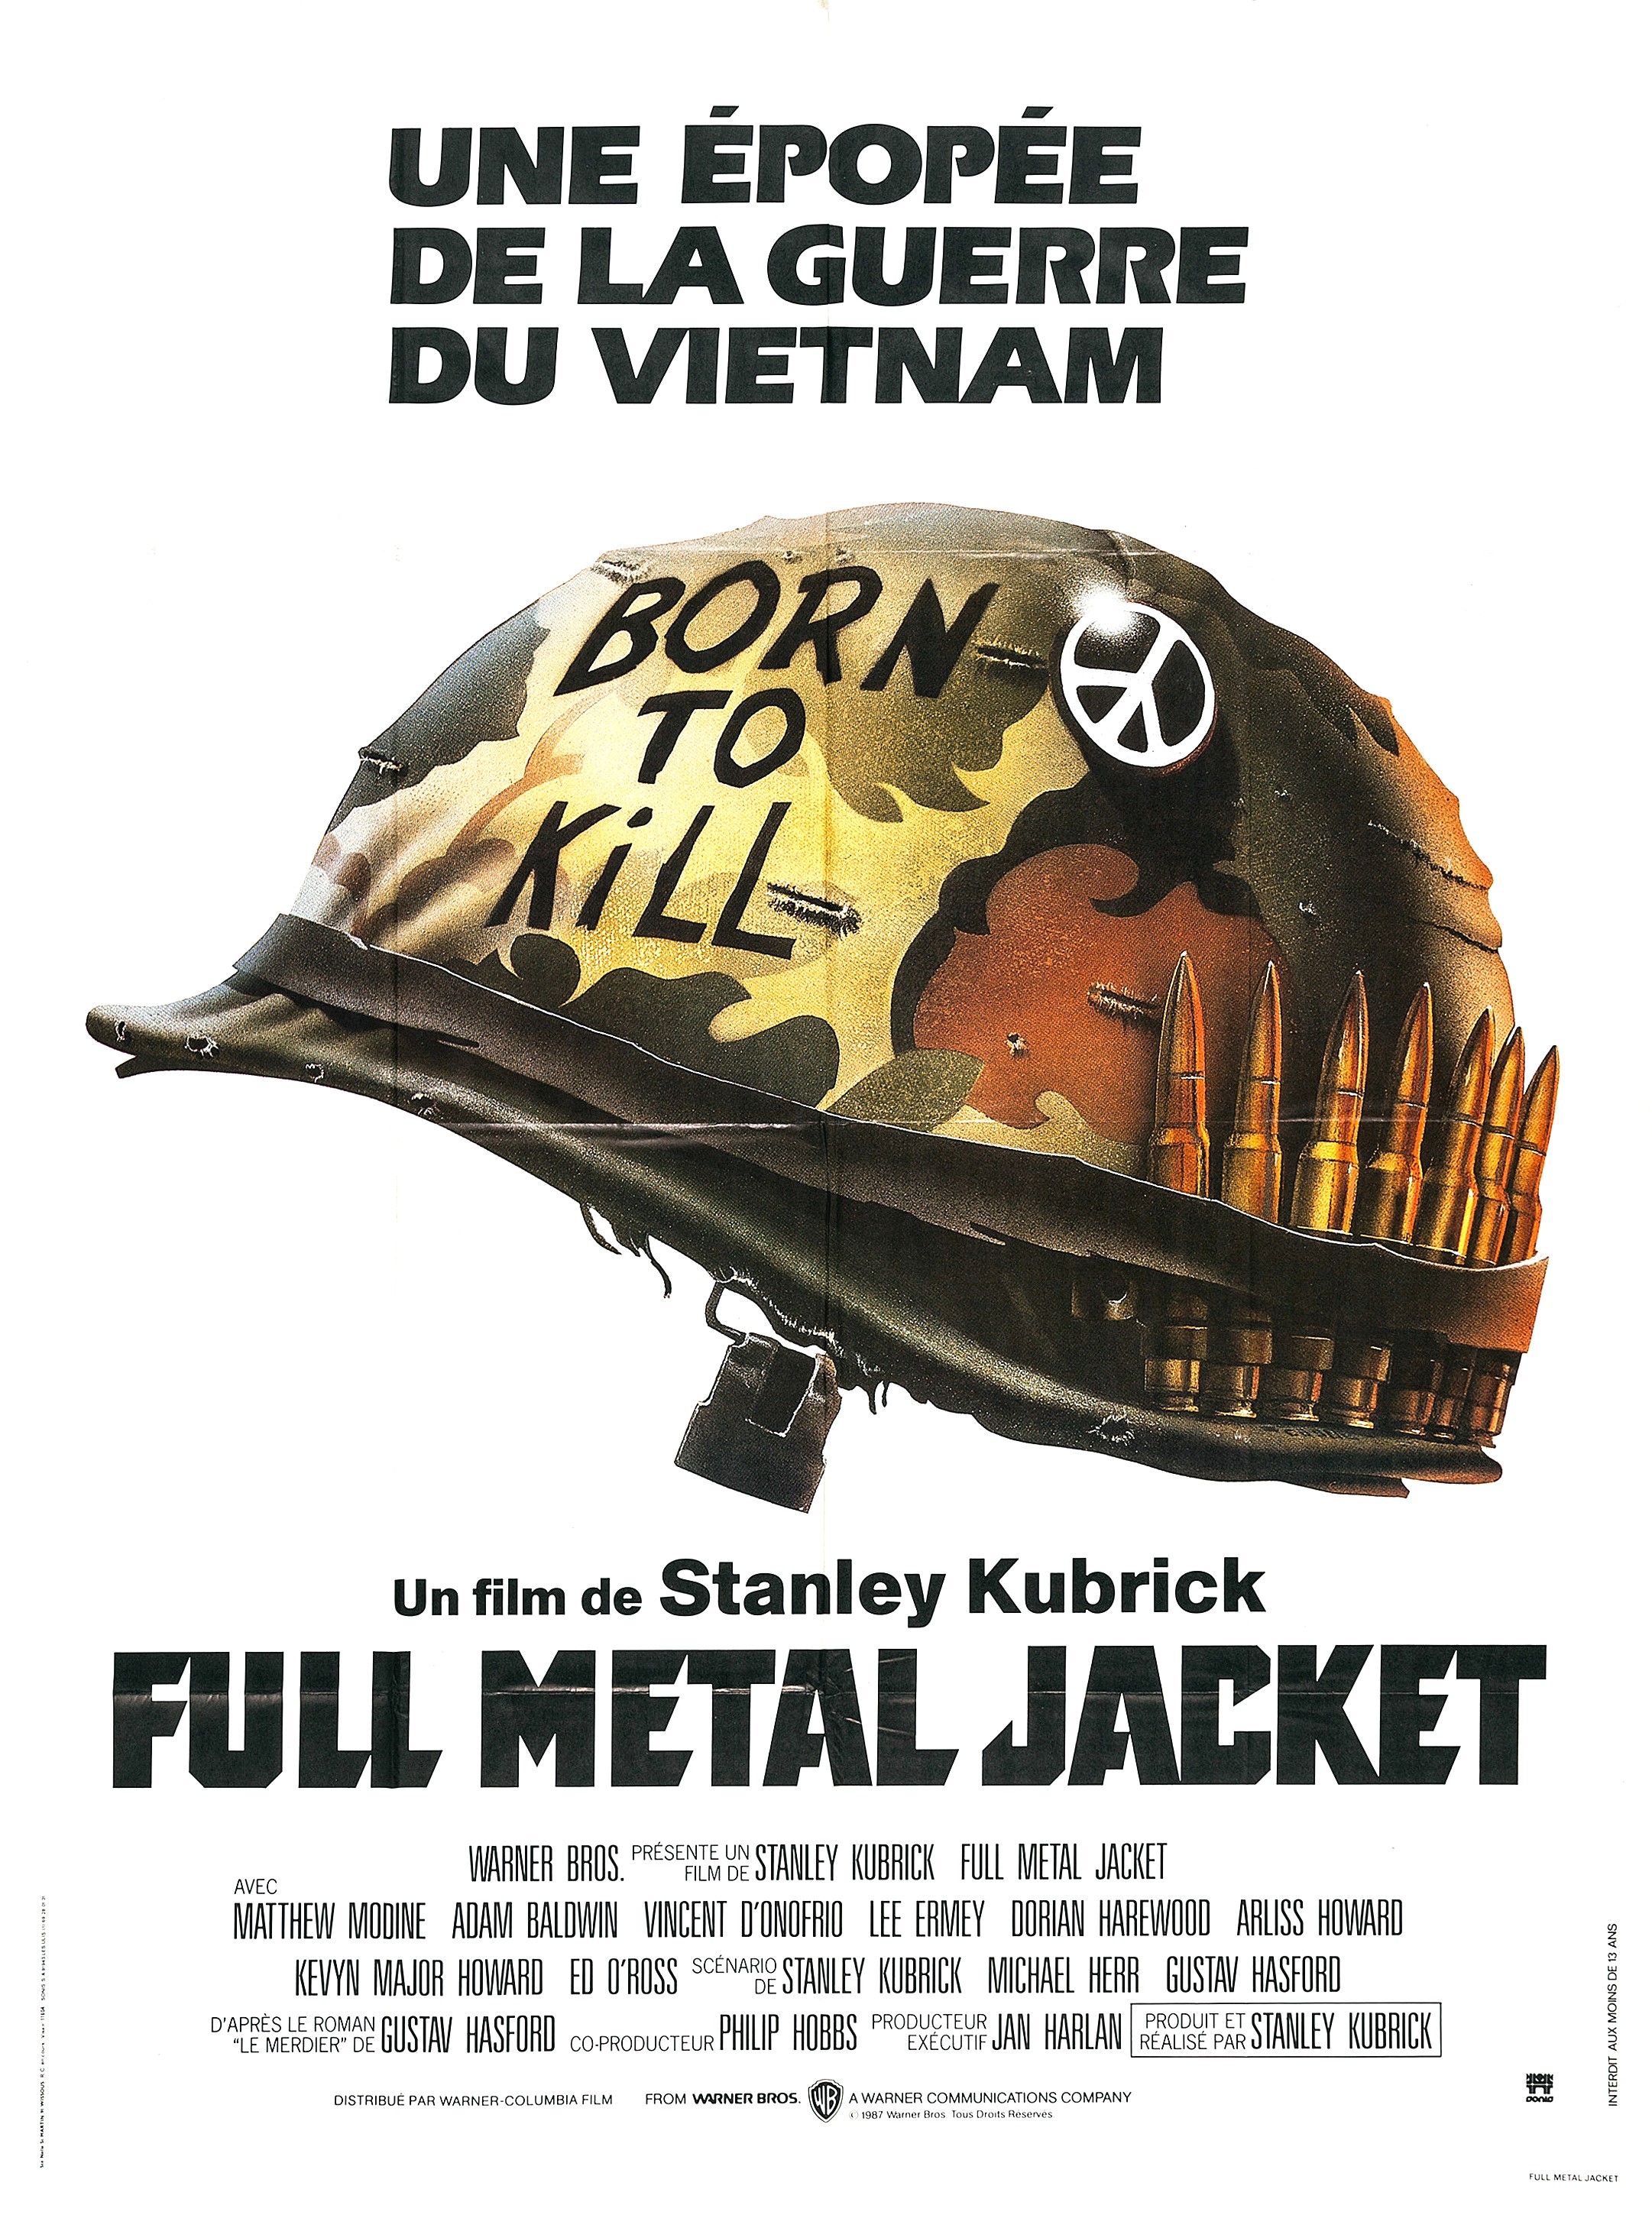 UNE ÉPOPÉE
DE LA GUERRE
DU VIETNAM
BORN
TO
KiLL
Un film de Stanley Kubrick
FULL METAL JACKET
WARNER BROS. PRÉSENTE UN FILM DE STANLEY KUBRICK FULL METAL JACKET
AVEC
MATTHEW MODINE ADAM BALDWIN VINCENT D'ONOFRIO LEE ERMEY DORIAN HAREWOOD ARLISS HOWARD
KEVYN MAJOR HOWARD ED O'ROSS SCÉNARIO DE STANLEY KUBRICK MICHAEL HERR GUSTAV HASFORD
D'APRÈS LE ROMAN "LE MERDIER" DE GUSTAV HASFORD CO-PRODUCTEUR PHILIP HOBBS PRODUCTEUR EXÉCUTIF JAN HARLAN PRODUIT ET RÉALISÉ PAR STANLEY KUBRICK
DISTRIBUÉ PAR WARNER-COLUMBIA FILM FROM WARNER BROS. WB A WARNER COMMUNICATIONS COMPANY
© 1987 Warner Bros. Tous Droits Réservés
INTERDIT AUX MOINS DE 13 ANS
FULL METAL JACKET